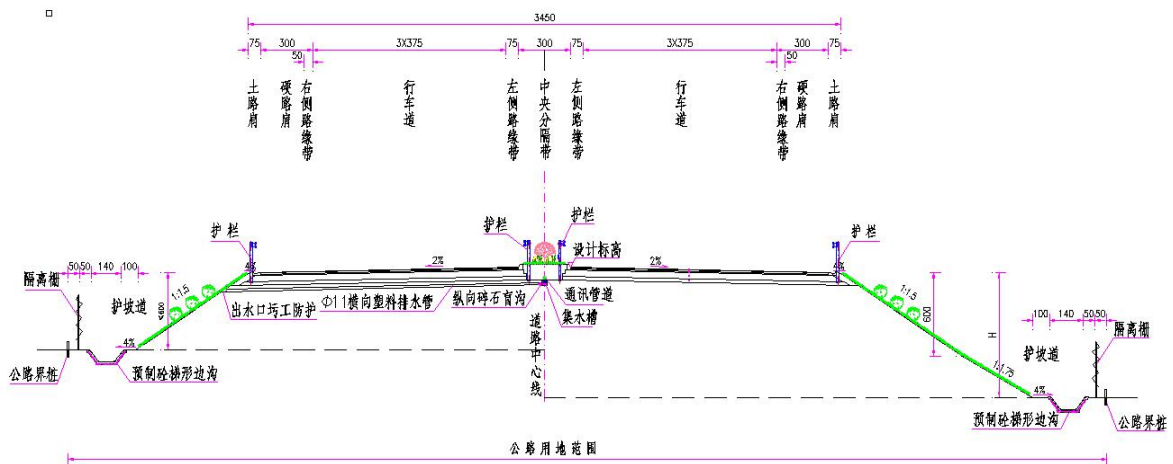 3450
75
300
3X375
75
300
75
3X375
300
75
50
50
土路肩
硬路肩
右侧路缘带
行车道
左侧路缘带
中央分隔带
左侧路缘带
行车道
右侧路缘带
硬路肩
土路肩
护栏
护栏
护栏
护栏
设计标高
2%
2%
4%
4%
50
50
140
100
隔离栅
护坡道
1:1.5
<600
出水口圬工防护
Φ11横向塑料排水管
纵向碎石盲沟
通讯管道
集水槽
道路中心线
4%
公路界桩
预制砼梯形边沟
1:1.5
600
H
1:1.75
100
140
50
50
隔离栅
护坡道
4%
预制砼梯形边沟
公路界桩
公路用地范围